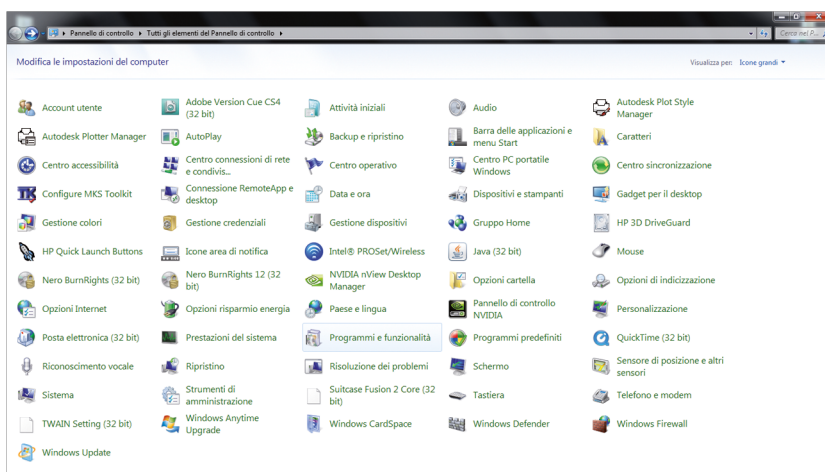 Pannello di controllo
Tutti gli elementi del Pannello di controllo
Cerca nel P...
Modifica le impostazioni del computer
Visualizza per: Icone grandi
Account utente
Adobe Version Cue CS4
(32 bit)
Attività iniziali
Audio
Autodesk Plot Style
Manager
Autodesk Plotter Manager
AutoPlay
Backup e ripristino
Barra delle applicazioni e
menu Start
Caratteri
Centro accessibilità
Centro connessioni di rete
e condivis...
Centro operativo
Centro PC portatile
Windows
Centro sincronizzazione
Configure MKS Toolkit
Connessione RemoteApp e
desktop
Data e ora
Dispositivi e stampanti
Gadget per il desktop
Gestione colori
Gestione credenziali
Gestione dispositivi
Gruppo Home
HP 3D DriveGuard
HP Quick Launch Buttons
Icone area di notifica
Intel® PROSet/Wireless
Java (32 bit)
Mouse
Nero BurnRights (32 bit)
Nero BurnRights 12 (32
bit)
NVIDIA nView Desktop
Manager
Opzioni cartella
Opzioni di indicizzazione
Opzioni Internet
Opzioni risparmio energia
Paese e lingua
Pannello di controllo
NVIDIA
Personalizzazione
Posta elettronica (32 bit)
Prestazioni del sistema
Programmi e funzionalità
Programmi predefiniti
QuickTime (32 bit)
Riconoscimento vocale
Ripristino
Risoluzione dei problemi
Schermo
Sensore di posizione e altri
sensori
Sistema
Strumenti di
amministrazione
Suitcase Fusion 2 Core (32
bit)
Tastiera
Telefono e modem
TWAIN Setting (32 bit)
Windows Anytime
Upgrade
Windows CardSpace
Windows Defender
Windows Firewall
Windows Update